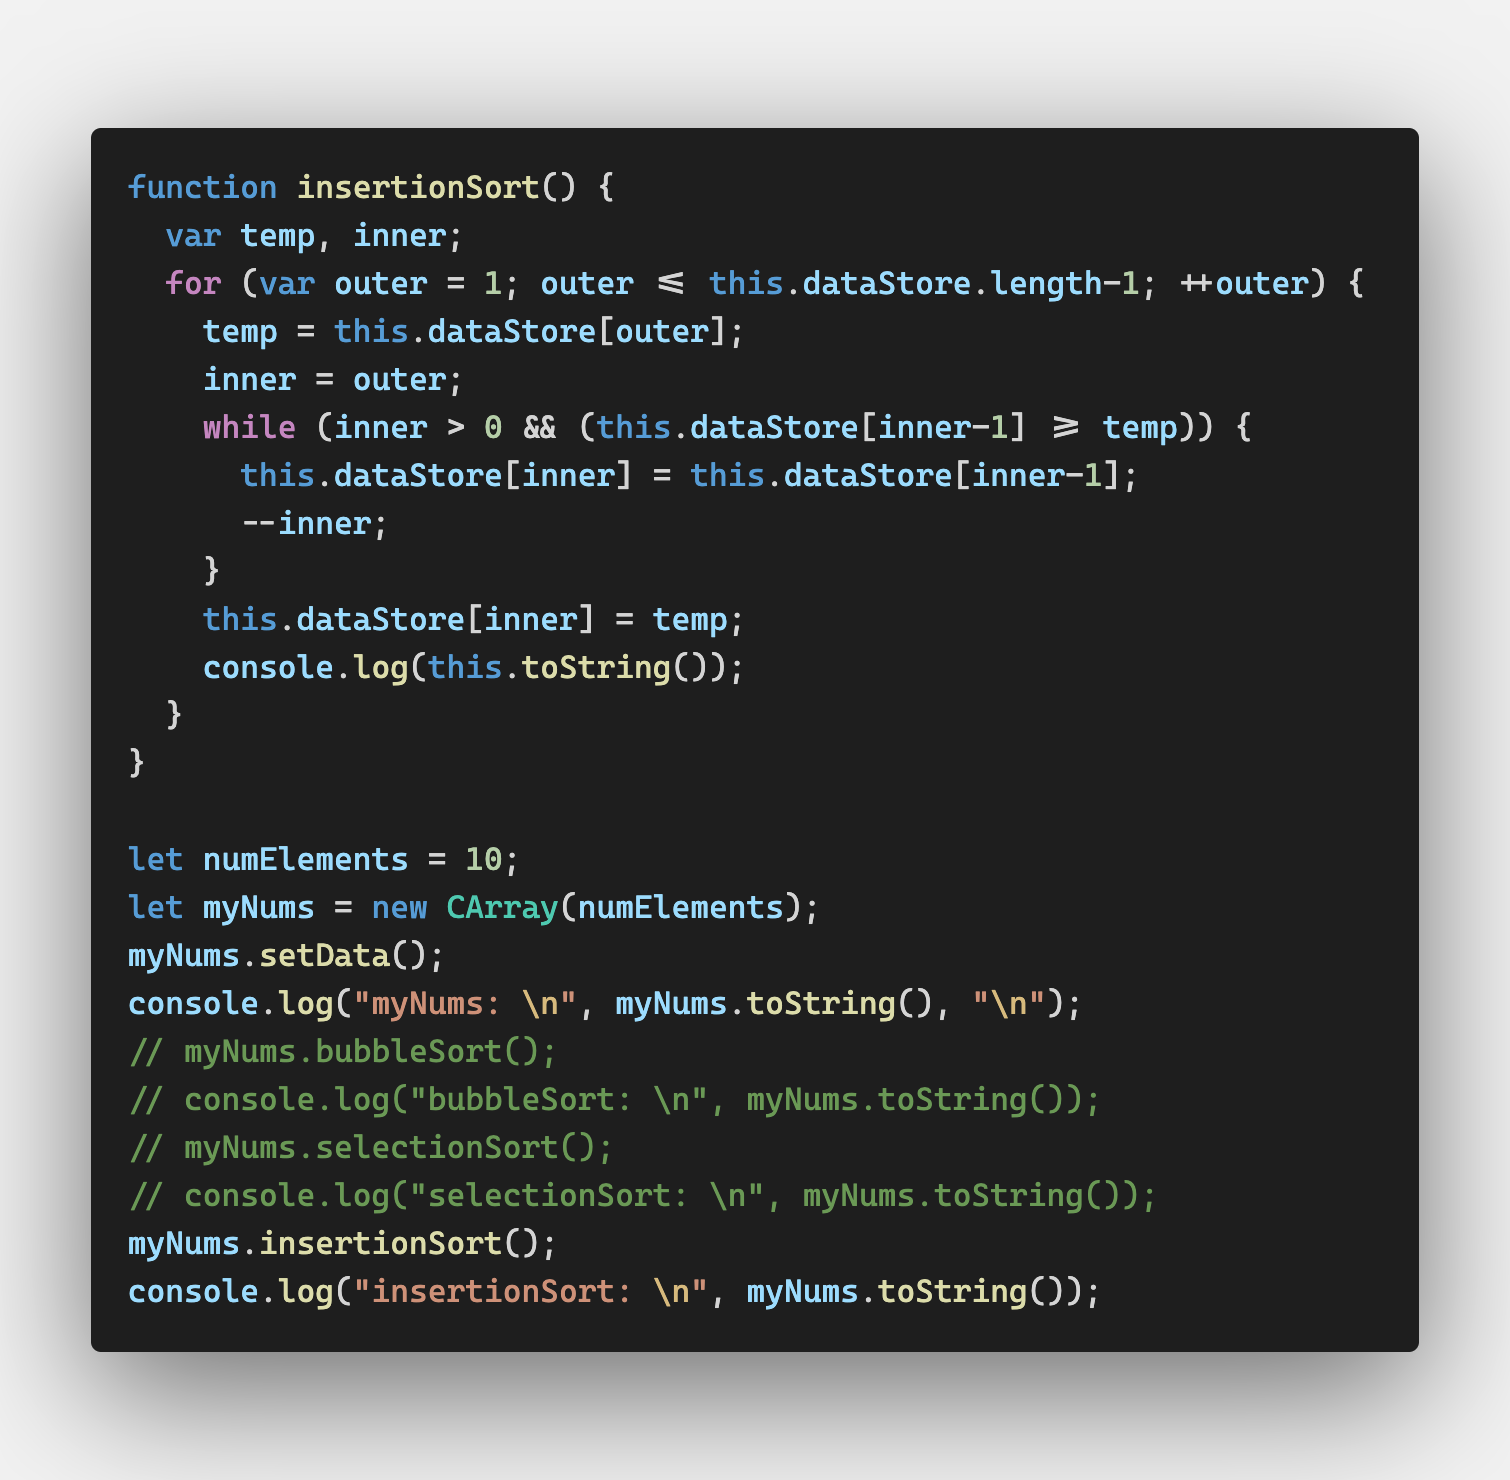 function insertionSort() {
  var temp, inner;
  for (var outer = 1; outer <= this.dataStore.length-1; ++outer) {
    temp = this.dataStore[outer];
    inner = outer;
    while (inner > 0 && (this.dataStore[inner-1] >= temp)) {
      this.dataStore[inner] = this.dataStore[inner-1];
      --inner;
    }
    this.dataStore[inner] = temp;
    console.log(this.toString());
  }
}

let numElements = 10;
let myNums = new CArray(numElements);
myNums.setData();
console.log("myNums: \n", myNums.toString(), "\n");
// myNums.bubbleSort();
// console.log("bubbleSort: \n", myNums.toString());
// myNums.selectionSort();
// console.log("selectionSort: \n", myNums.toString());
myNums.insertionSort();
console.log("insertionSort: \n", myNums.toString());